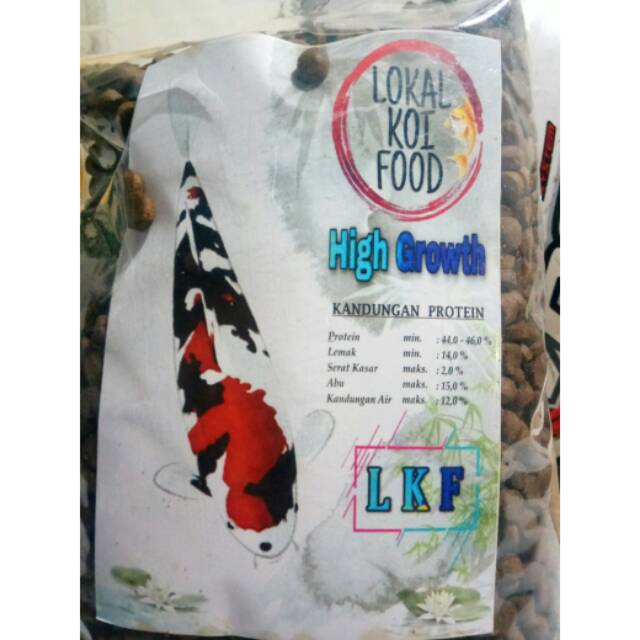 LOKAL
KOI
FOOD
High Growth
KANDUNGAN PROTEIN
Protein min. : 44,0 - 46,0 %
Lemak min. : 14,0 %
Serat Kasar maks. : 2,0 %
Abu maks. : 15,0 %
Kandungan Air maks. : 12,0 %
LKF